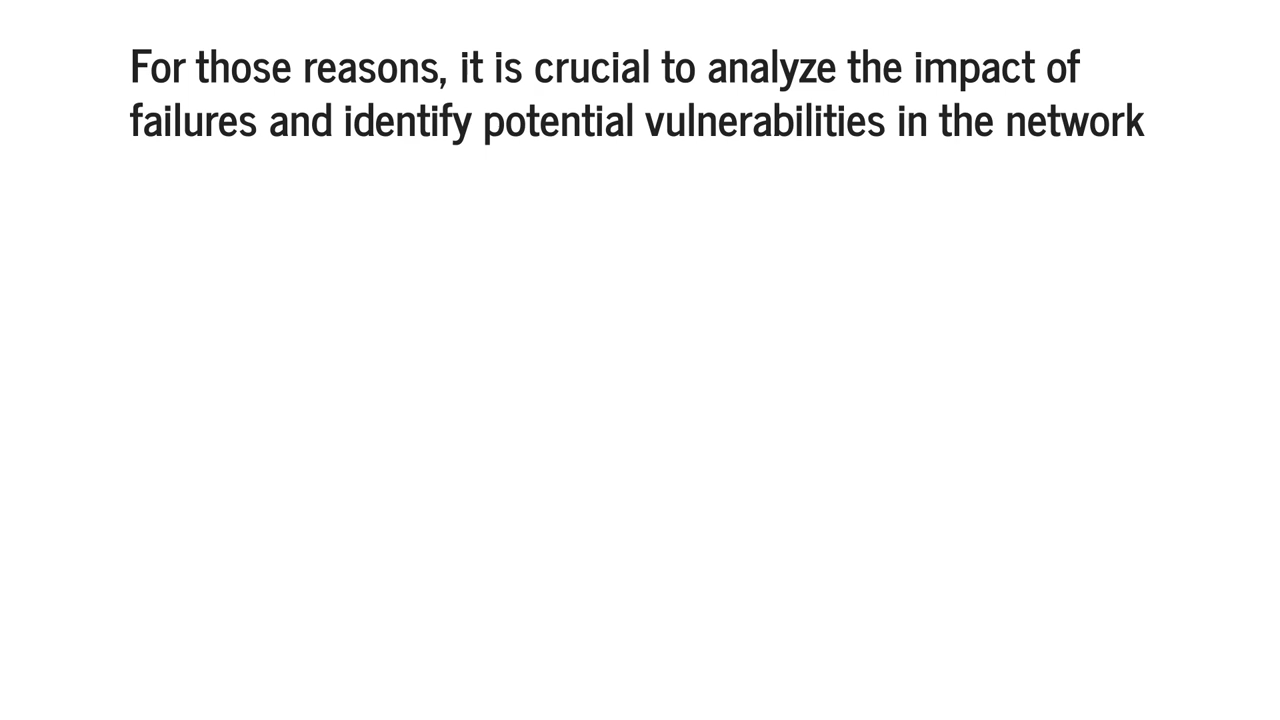 For those reasons, it is crucial to analyze the impact of
failures and identify potential vulnerabilities in the network